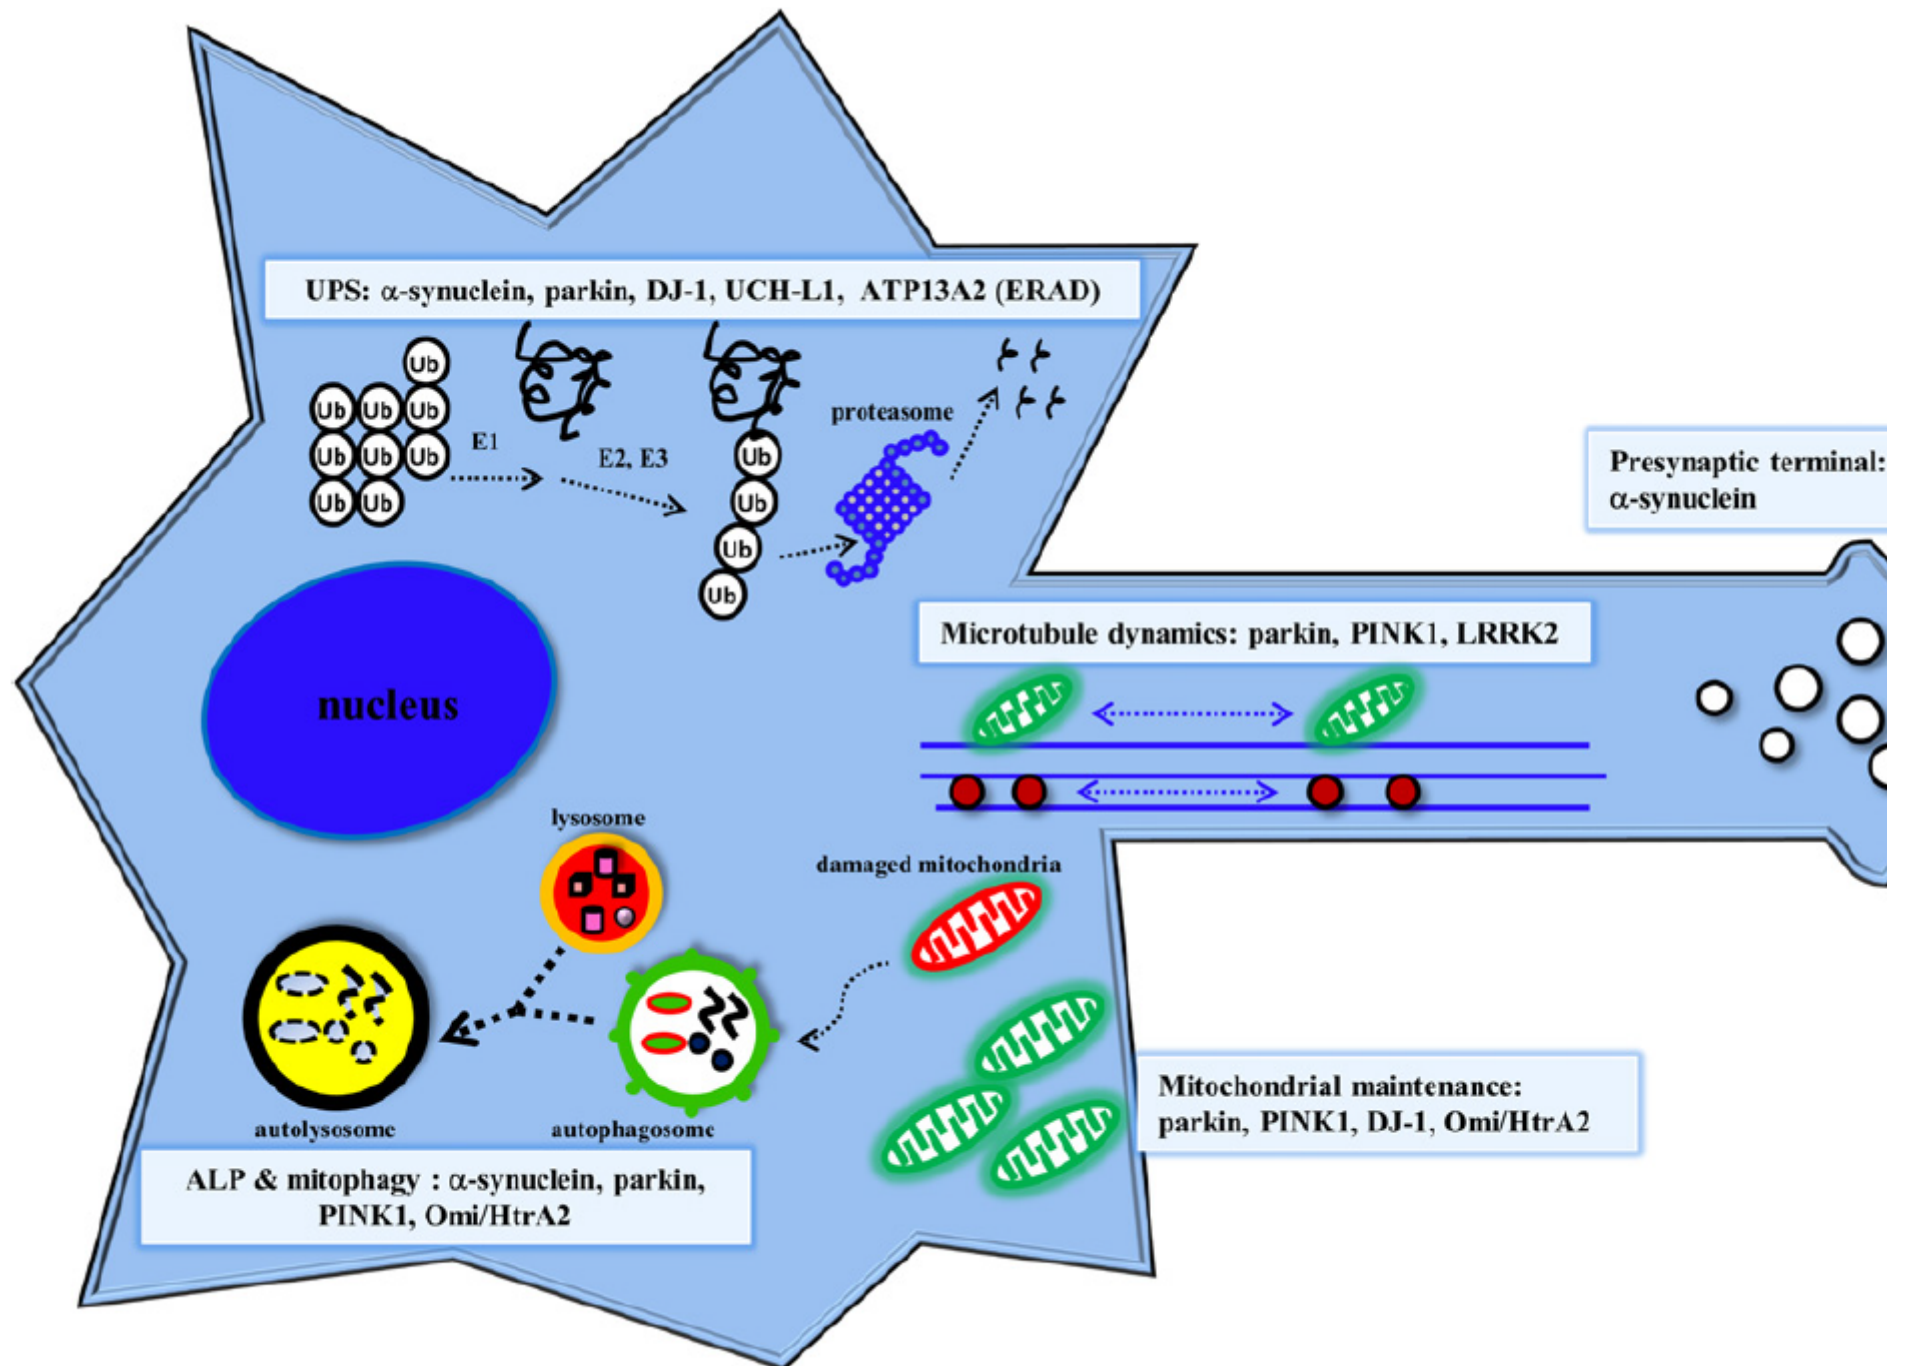 UPS: α-synuclein, parkin, DJ-1, UCH-L1, ATP13A2 (ERAD)
Ub
Ub Ub Ub
Ub Ub Ub
Ub Ub
E1
E2, E3
Ub
Ub
Ub
Ub
proteasome
Presynaptic terminal:
α-synuclein
Microtubule dynamics: parkin, PINK1, LRRK2
nucleus
lysosome
damaged mitochondria
autolysosome
autophagosome
Mitochondrial maintenance:
parkin, PINK1, DJ-1, Omi/HtrA2
ALP & mitophagy : α-synuclein, parkin,
PINK1, Omi/HtrA2